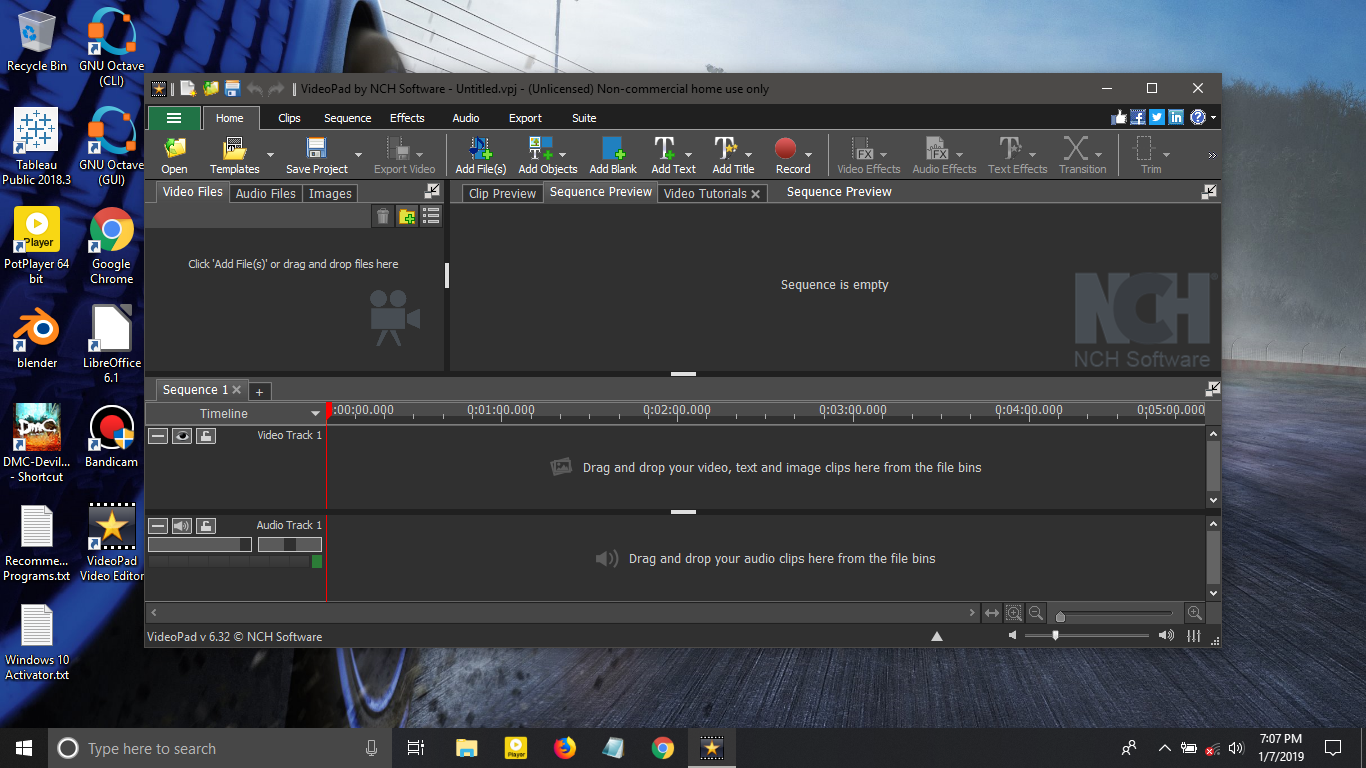 Recycle Bin
GNU Octave
(CLI)
Tableau
Public 2018.3
GNU Octave
(GUI)
Player
PotPlayer 64
bit
Google
Chrome
blender
LibreOffice
6.1
DMC
DMC-Devil...
- Shortcut
Bandicam
Recomme...
Programs.txt
VideoPad
Video Editor
Windows 10
Activator.txt
VideoPad by NCH Software - Untitled.vpj - (Unlicensed) Non-commercial home use only
Home Clips Sequence Effects Audio Export Suite
Open Templates Save Project Export Video Add File(s) Add Objects Add Blank Add Text Add Title Record Video Effects Audio Effects Text Effects Transition Trim
Video Files Audio Files Images
Clip Preview Sequence Preview Video Tutorials Sequence Preview
Click 'Add File(s)' or drag and drop files here
Sequence is empty
NCH®
NCH Software
Sequence 1
Timeline
:00:00.000 0:01:00.000 0:02:00.000 0:03:00.000 0:04:00.000 0:05:00.000
Video Track 1
Drag and drop your video, text and image clips here from the file bins
Audio Track 1
Drag and drop your audio clips here from the file bins
VideoPad v 6.32 © NCH Software
Type here to search
Player
7:07 PM
1/7/2019